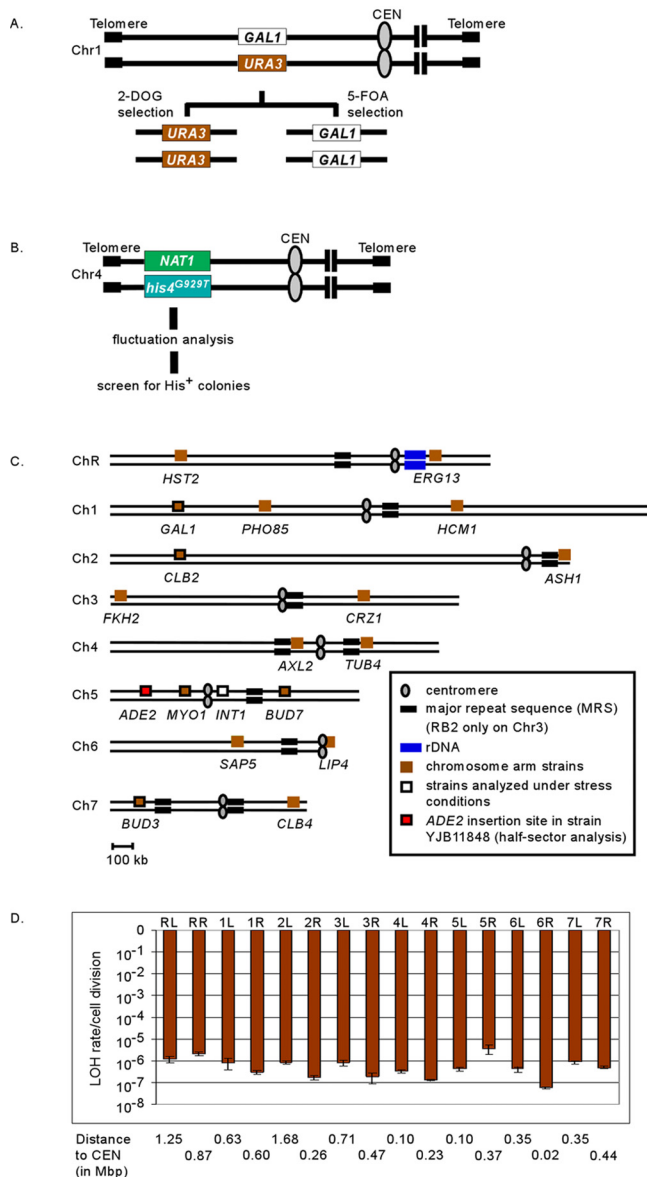 A.
Telomere
GAL1
CEN
Telomere
Chr1
URA3
2-DOG selection
5-FOA selection
URA3
GAL1
URA3
GAL1
B.
Telomere
NAT1
CEN
Telomere
Chr4
his4G929T
fluctuation analysis
screen for His+ colonies
C.
ChR
HST2 ERG13
Ch1
GAL1 PHO85 HCM1
Ch2
CLB2 ASH1
Ch3
FKH2 CRZ1
Ch4
AXL2 TUB4
Ch5
ADE2 MYO1 INT1 BUD7
Ch6
SAP5 LIP4
Ch7
BUD3 CLB4
100 kb
centromere
major repeat sequence (MRS)
(RB2 only on Chr3)
rDNA
chromosome arm strains
strains analyzed under stress
conditions
ADE2 insertion site in strain
YJB11848 (half-sector analysis)
D.
RL RR 1L 1R 2L 2R 3L 3R 4L 4R 5L 5R 6L 6R 7L 7R
LOH rate/cell division
0
10-1
10-2
10-3
10-4
10-5
10-6
10-7
10-8
Distance 1.25 0.63 1.68 0.71 0.10 0.10 0.35 0.35
to CEN 0.87 0.60 0.26 0.47 0.23 0.37 0.02 0.44
(in Mbp)